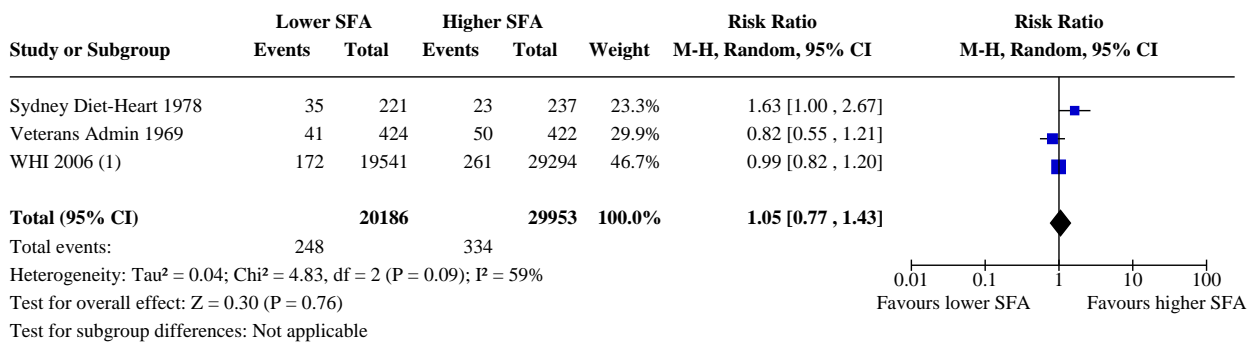 Lower SFA Higher SFA Risk Ratio Risk Ratio
Study or Subgroup Events Total Events Total Weight M-H, Random, 95% CI M-H, Random, 95% CI
Sydney Diet-Heart 1978 35 221 23 237 23.3% 1.63 [1.00 , 2.67]
Veterans Admin 1969 41 424 50 422 29.9% 0.82 [0.55 , 1.21]
WHI 2006 (1) 172 19541 261 29294 46.7% 0.99 [0.82 , 1.20]
Total (95% CI) 20186 29953 100.0% 1.05 [0.77 , 1.43]
Total events: 248 334
Heterogeneity: Tau² = 0.04; Chi² = 4.83, df = 2 (P = 0.09); I² = 59%
0.01 0.1 1 10 100
Test for overall effect: Z = 0.30 (P = 0.76)
Favours lower SFA Favours higher SFA
Test for subgroup differences: Not applicable